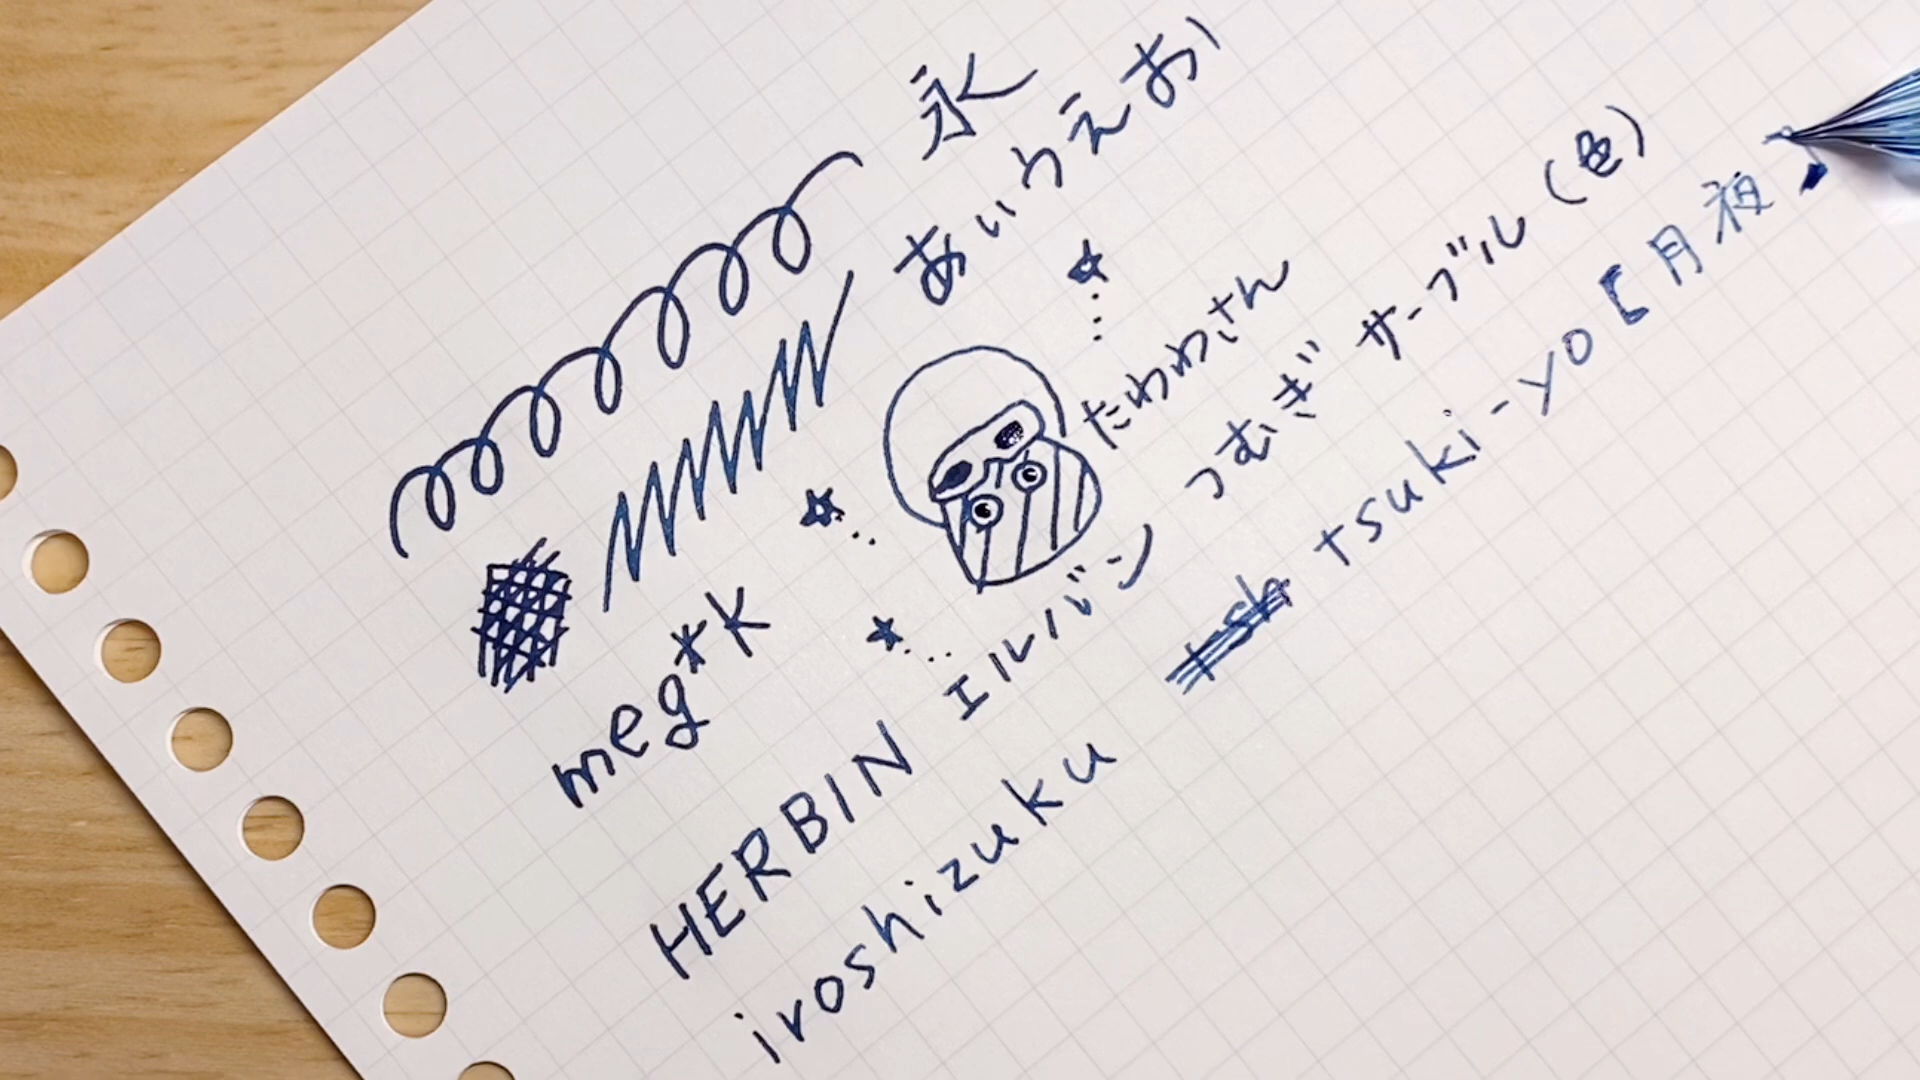 永
あいうえお
たわわさん
meg*K
HERBIN エルバン つむぎ サーブル(色)
iroshizuku tsuki-yo【月夜】